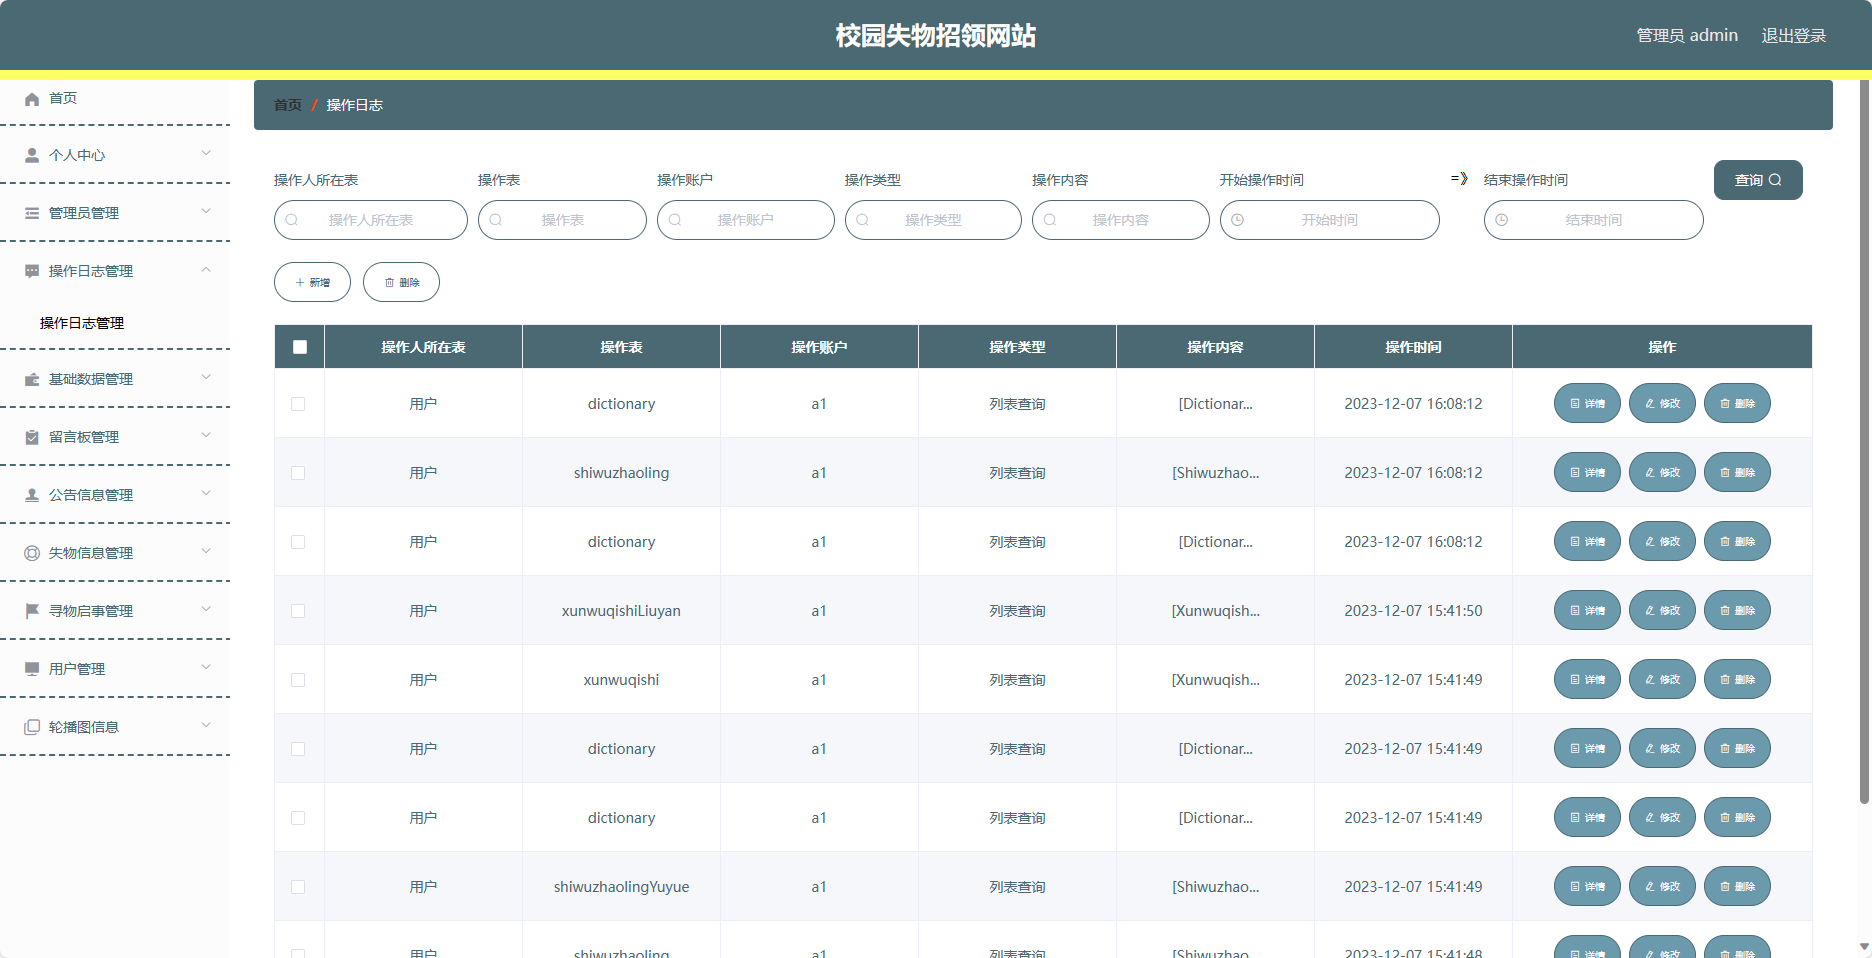 校园失物招领网站
管理员 admin 退出登录
首页
个人中心
管理员管理
操作日志管理
操作日志管理
基础数据管理
留言板管理
公告信息管理
失物信息管理
寻物启事管理
用户管理
轮播图信息
首页 / 操作日志
操作人所在表 操作表 操作账户 操作类型 操作内容 开始操作时间 =》 结束操作时间 查询
操作人所在表 操作表 操作账户 操作类型 操作内容 开始时间 结束时间
新增 删除
操作人所在表 操作表 操作账户 操作类型 操作内容 操作时间 操作
用户 dictionary a1 列表查询 [Dictionar... 2023-12-07 16:08:12 详情 修改 删除
用户 shiwuzhaoling a1 列表查询 [Shiwuzhao... 2023-12-07 16:08:12 详情 修改 删除
用户 dictionary a1 列表查询 [Dictionar... 2023-12-07 16:08:12 详情 修改 删除
用户 xunwuqishiLiuyan a1 列表查询 [Xunwuqish... 2023-12-07 15:41:50 详情 修改 删除
用户 xunwuqishi a1 列表查询 [Xunwuqish... 2023-12-07 15:41:49 详情 修改 删除
用户 dictionary a1 列表查询 [Dictionar... 2023-12-07 15:41:49 详情 修改 删除
用户 dictionary a1 列表查询 [Dictionar... 2023-12-07 15:41:49 详情 修改 删除
用户 shiwuzhaolingYuyue a1 列表查询 [Shiwuzhao... 2023-12-07 15:41:49 详情 修改 删除
用户 shiwuzhaoling a1 列表查询 [Shiwuzhao... 2023-12-07 15:41:48 详情 修改 删除